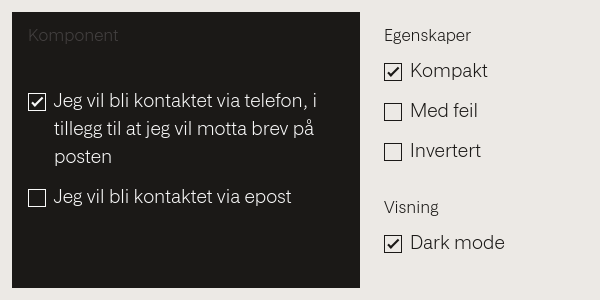 Komponent
Jeg vil bli kontaktet via telefon, i
tillegg til at jeg vil motta brev på
posten
Jeg vil bli kontaktet via epost
Egenskaper
Kompakt
Med feil
Invertert
Visning
Dark mode